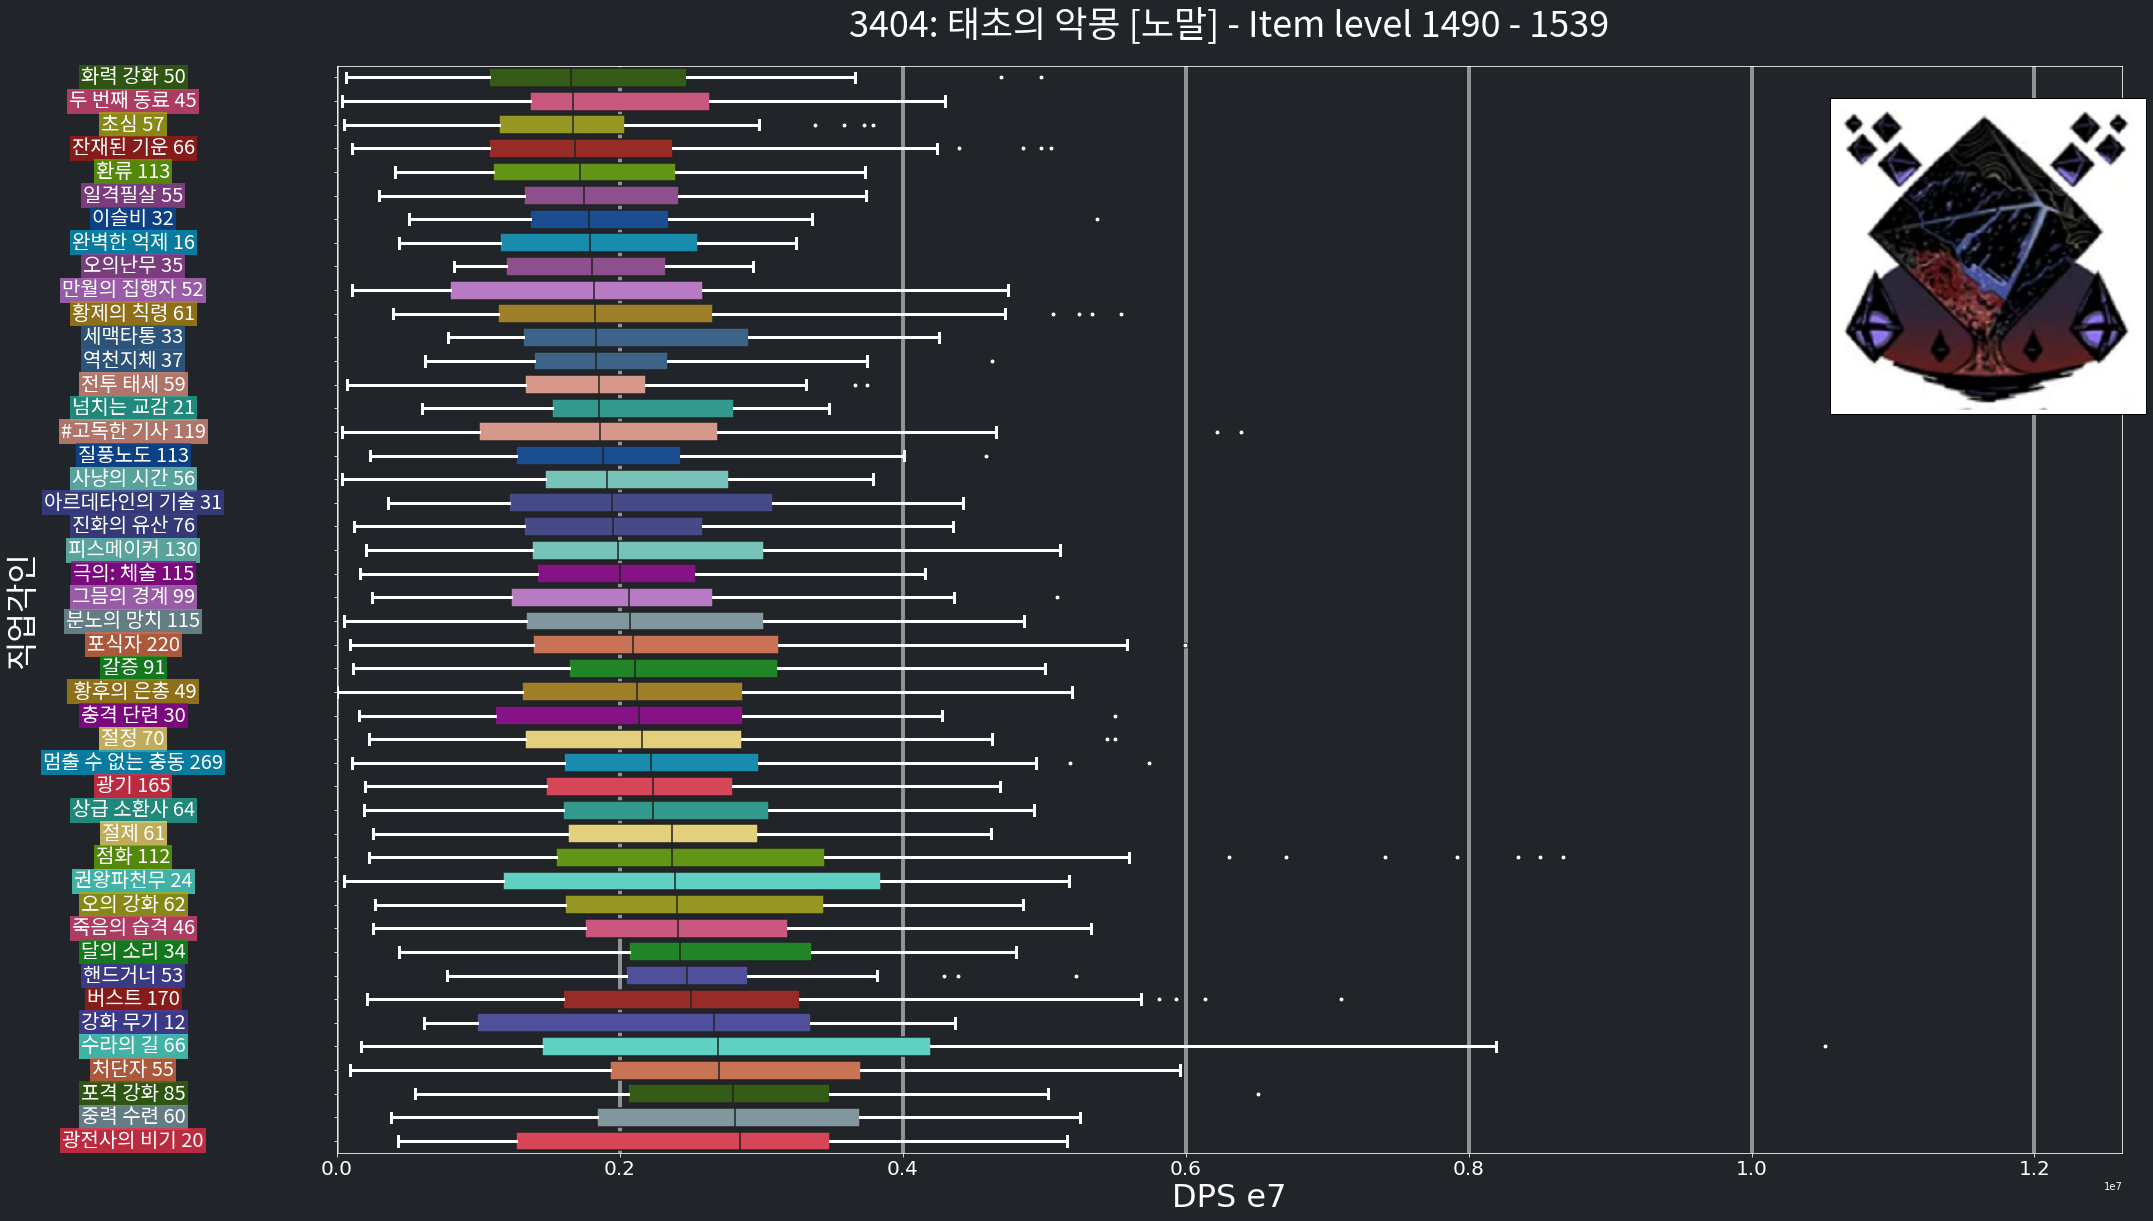 3404: 태초의 악몽 [노말] - Item level 1490 - 1539
직업각인
화력 강화 50
두 번째 동료 45
초심 57
잔재된 기운 66
환류 113
일격필살 55
이슬비 32
완벽한 억제 16
오의난무 35
만월의 집행자 52
황제의 칙령 61
세맥타통 33
역천지체 37
전투 태세 59
넘치는 교감 21
#고독한 기사 119
질풍노도 113
사냥의 시간 56
아르데타인의 기술 31
진화의 유산 76
피스메이커 130
극의: 체술 115
그믐의 경계 99
분노의 망치 115
포식자 220
갈증 91
황후의 은총 49
충격 단련 30
절정 70
멈출 수 없는 충동 269
광기 165
상급 소환사 64
절제 61
점화 112
권왕파천무 24
오의 강화 62
죽음의 습격 46
달의 소리 34
핸드거너 53
버스트 170
강화 무기 12
수라의 길 66
처단자 55
포격 강화 85
중력 수련 60
광전사의 비기 20
0.0 0.2 0.4 0.6 0.8 1.0 1.2
1e7
DPS e7